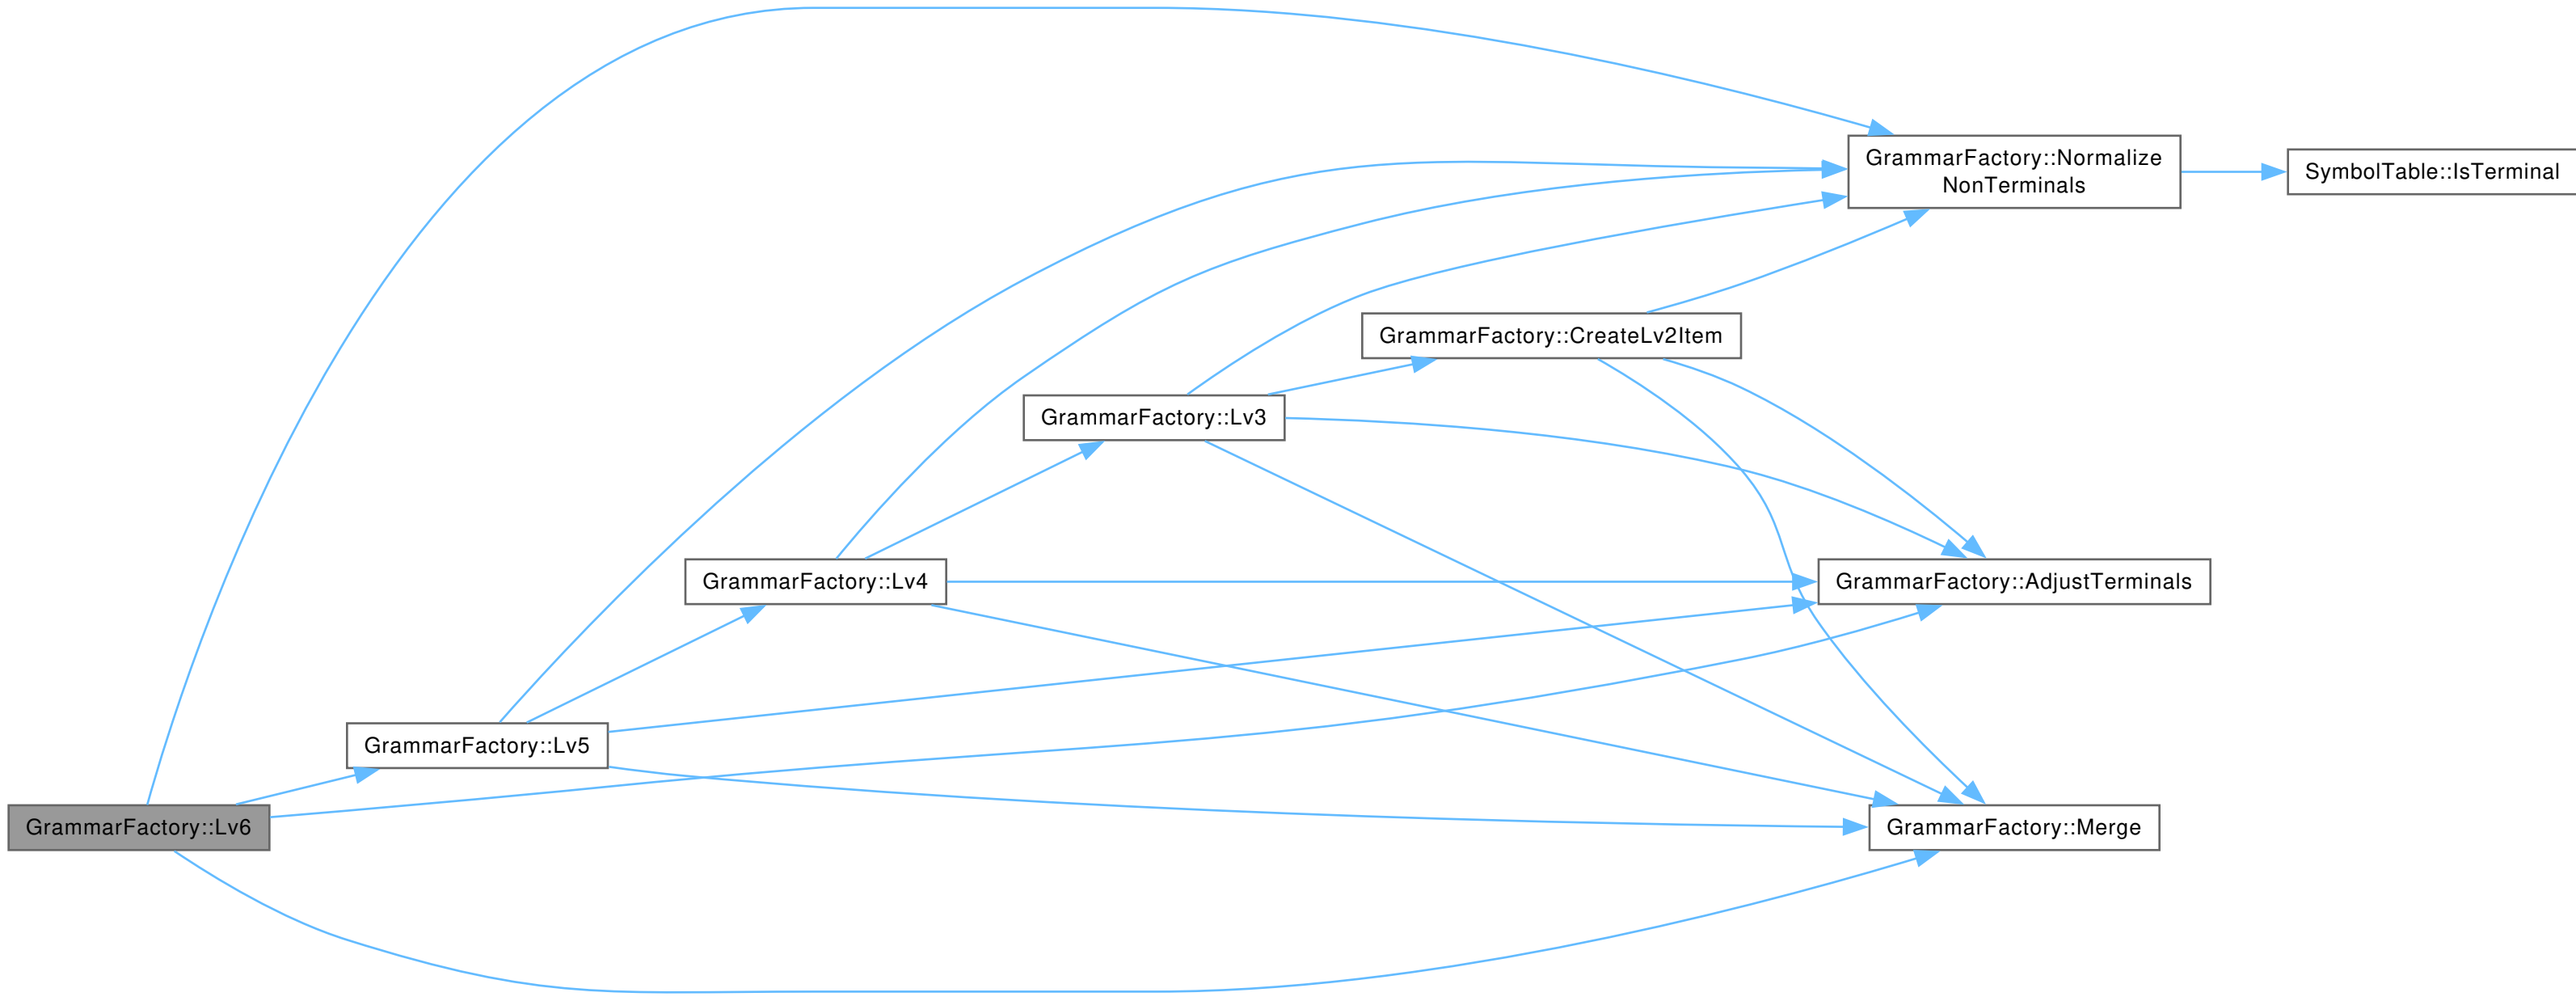 GrammarFactory::Normalize
NonTerminals
SymbolTable::IsTerminal
GrammarFactory::CreateLv2Item
GrammarFactory::Lv3
GrammarFactory::Lv4
GrammarFactory::AdjustTerminals
GrammarFactory::Lv5
GrammarFactory::Lv6
GrammarFactory::Merge